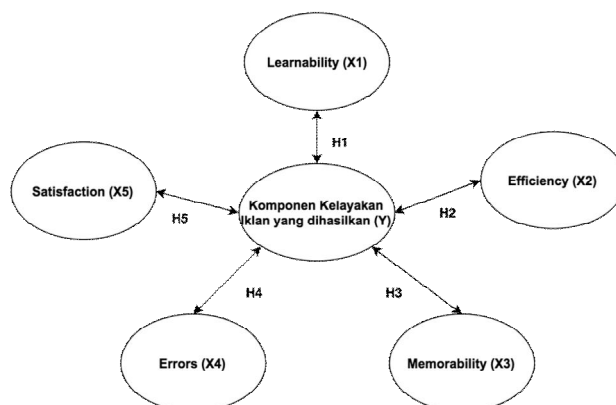 Learnability (X1)
H1
Satisfaction (X5)
Efficiency (X2)
Komponen Kelayakan
Iklan yang dihasilkan (Y)
H5
H2
H4
H3
Errors (X4)
Memorability (X3)